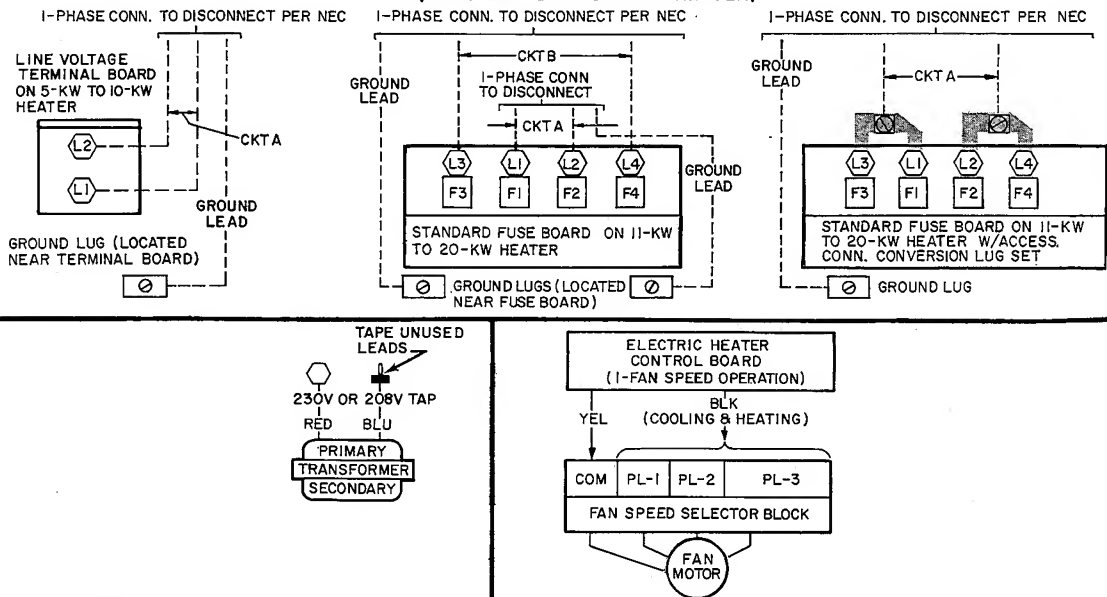 1-PHASE CONN. TO DISCONNECT PER NEC
LINE VOLTAGE
TERMINAL BOARD
ON 5-KW TO 10-KW
HEATER
CKT A
L2
L1
GROUND
LEAD
GROUND LUG (LOCATED
NEAR TERMINAL BOARD)
1-PHASE CONN. TO DISCONNECT PER NEC
CKT B
GROUND
LEAD
1-PHASE CONN
TO DISCONNECT
CKT A
L3 L1 L2 L4
F3 F1 F2 F4
GROUND
LEAD
STANDARD FUSE BOARD ON 11-KW
TO 20-KW HEATER
GROUND LUGS (LOCATED
NEAR FUSE BOARD)
1-PHASE CONN. TO DISCONNECT PER NEC
GROUND
LEAD
CKT A
L3 L1 L2 L4
F3 F1 F2 F4
STANDARD FUSE BOARD ON 11-KW
TO 20-KW HEATER W/ACCESS.
CONN. CONVERSION LUG SET
GROUND LUG
TAPE UNUSED
LEADS
230V OR 208V TAP
RED BLU
PRIMARY
TRANSFORMER
SECONDARY
ELECTRIC HEATER
CONTROL BOARD
(1-FAN SPEED OPERATION)
YEL
BLK
(COOLING & HEATING)
COM PL-1 PL-2 PL-3
FAN SPEED SELECTOR BLOCK
FAN
MOTOR